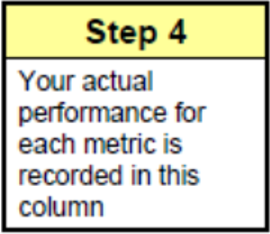 Step 4
Your actual
performance for
each metric is
recorded in this
column